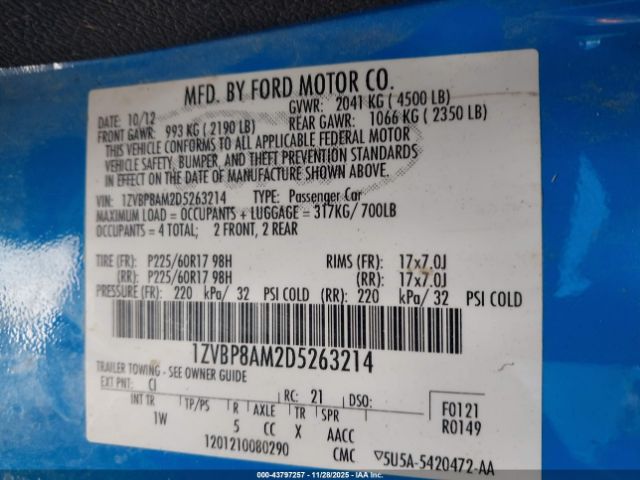 MFD. BY FORD MOTOR CO.
DATE: 10/12 GVWR: 2041 KG ( 4500 LB)
FRONT GAWR: 993 KG ( 2190 LB) REAR GAWR: 1066 KG ( 2350 LB)
THIS VEHICLE CONFORMS TO ALL APPLICABLE FEDERAL MOTOR
VEHICLE SAFETY, BUMPER, AND THEFT PREVENTION STANDARDS
IN EFFECT ON THE DATE OF MANUFACTURE SHOWN ABOVE.
VIN: 1ZVBP8AM2D5263214 TYPE: Passenger Car
MAXIMUM LOAD = OCCUPANTS + LUGGAGE = 317KG/ 700LB
OCCUPANTS = 4 TOTAL; 2 FRONT, 2 REAR
TIRE (FR): P225/60R17 98H RIMS (FR): 17x7.0J
(RR): P225/60R17 98H (RR): 17x7.0J
PRESSURE (FR): 220 kPa/ 32 PSI COLD (RR): 220 kPa/ 32 PSI COLD
1ZVBP8AM2D5263214
TRAILER TOWING - SEE OWNER GUIDE
EXT PNT: CI RC: 21 DSO:
INT TR TP/PS R AXLE TR SPR F0121
1W 5 CC X AACC R0149
1201210080290 CMC ▽5U5A-5420472-AA
000-43797257 - 11/28/2025 - IAA Inc.